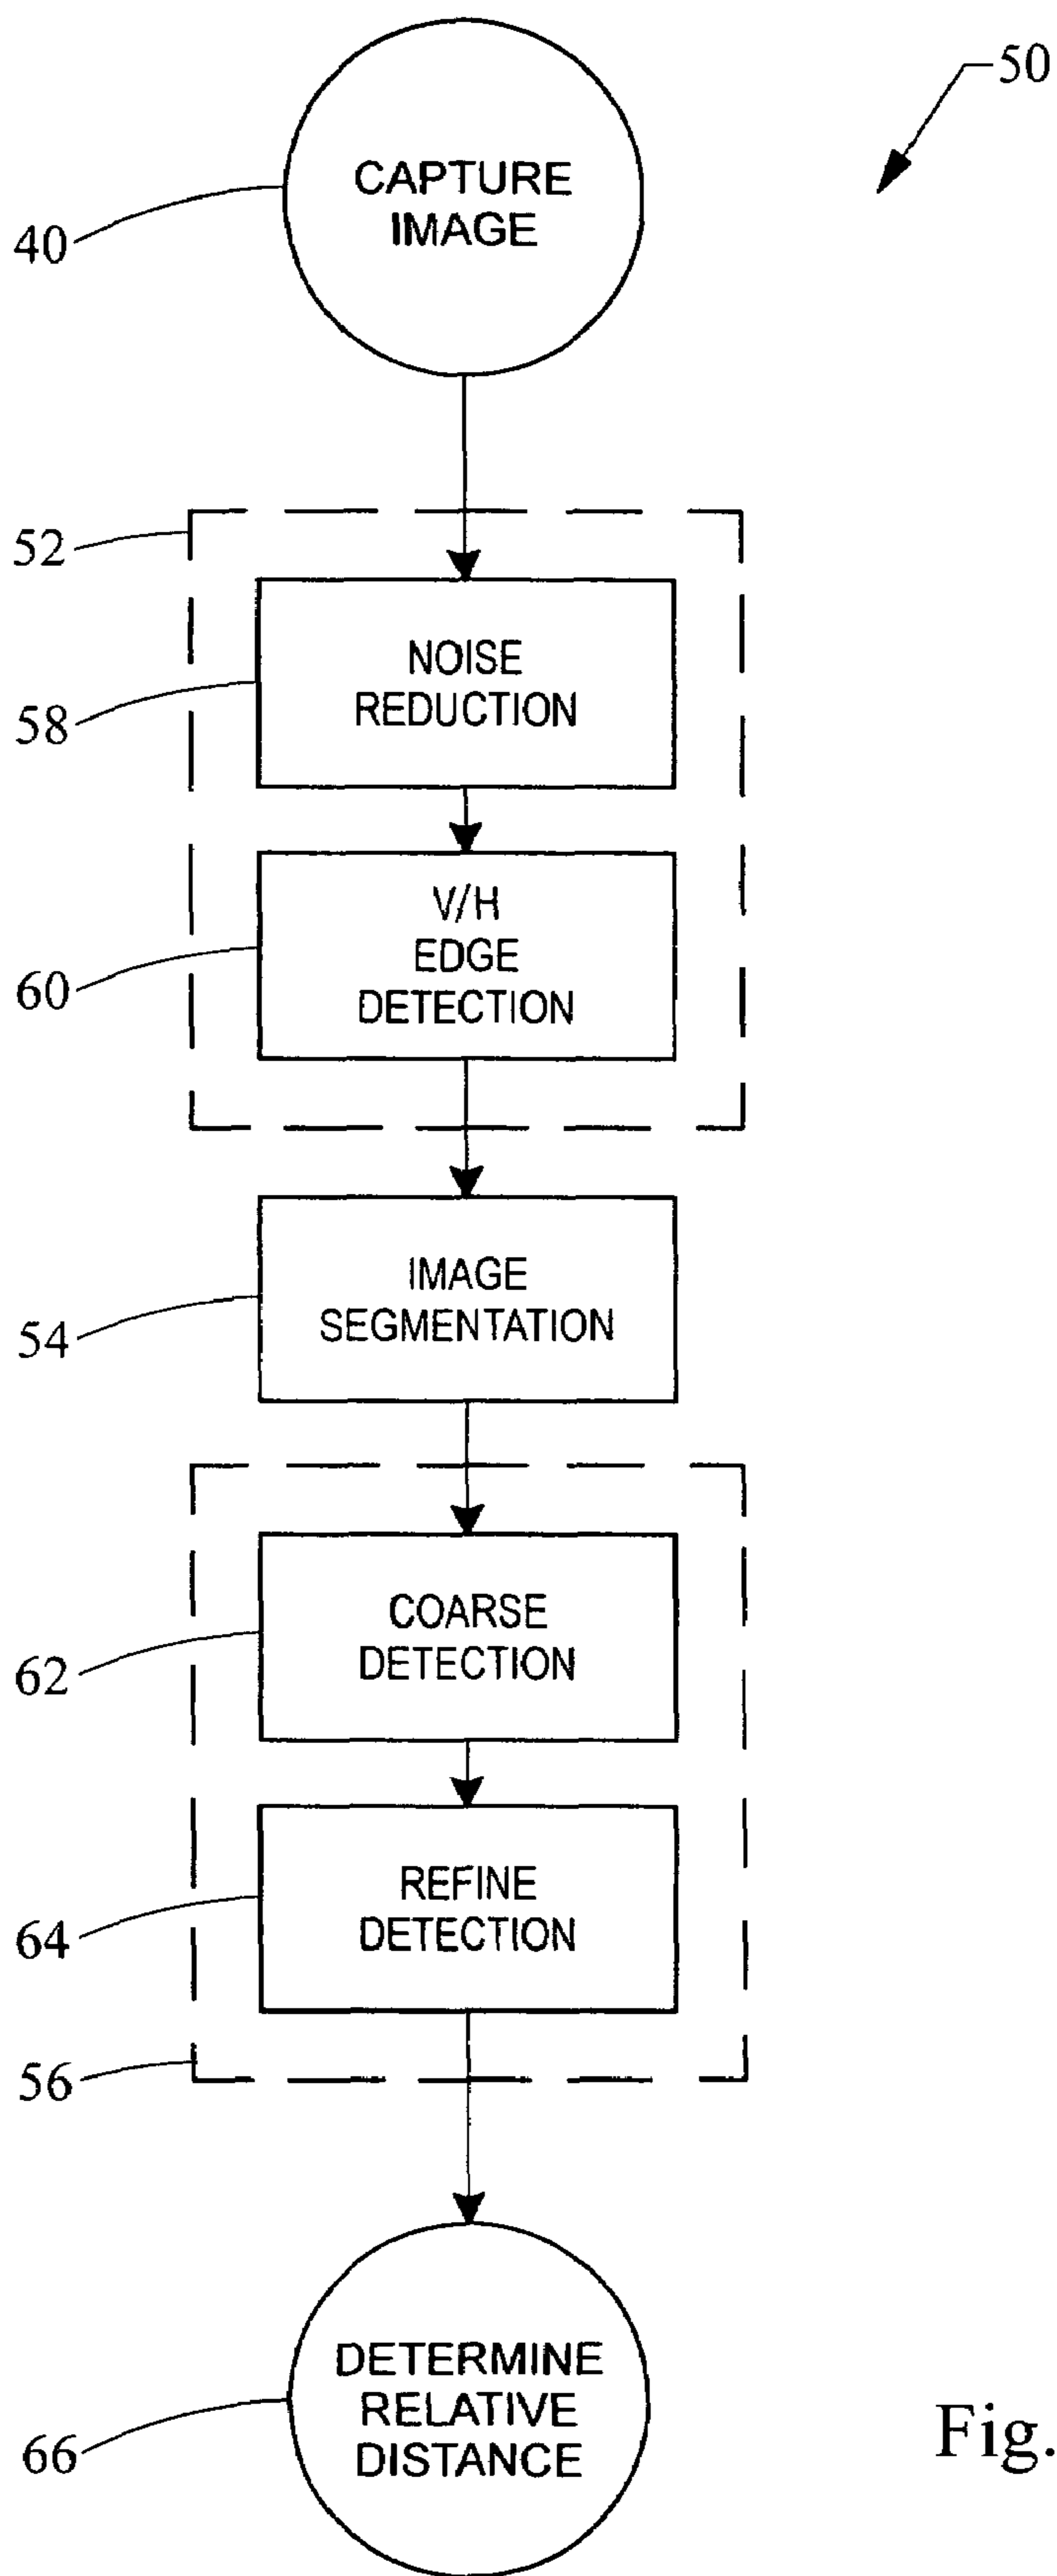 50
CAPTURE
IMAGE
40
52
NOISE
REDUCTION
58
V/H
EDGE
DETECTION
60
IMAGE
SEGMENTATION
54
COARSE
DETECTION
62
REFINE
DETECTION
64
56
DETERMINE
RELATIVE
DISTANCE
66
Fig.